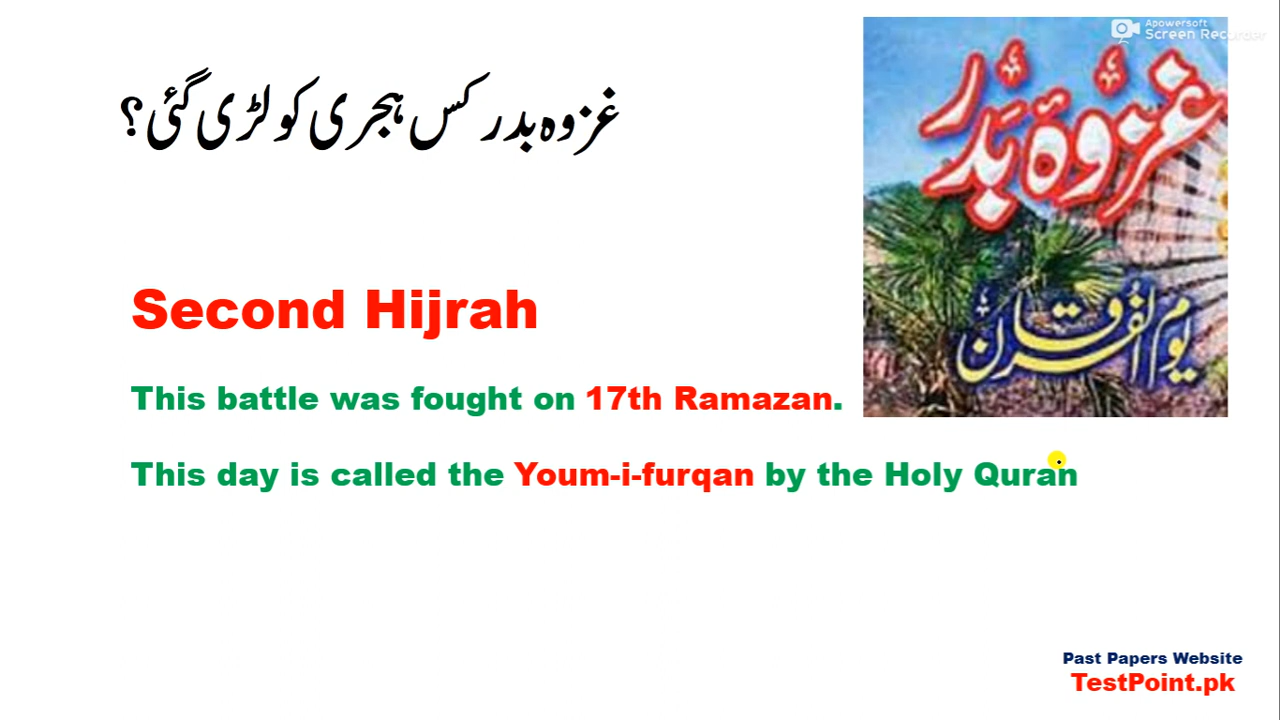 Apowersoft
Screen Recorder
غزوہ بدر کس ہجری کو لڑی گئی؟
غزوۂ بدر
یوم الفرقان
Second Hijrah
This battle was fought on 17th Ramazan.
This day is called the Youm-i-furqan by the Holy Quran
Past Papers Website
TestPoint.pk